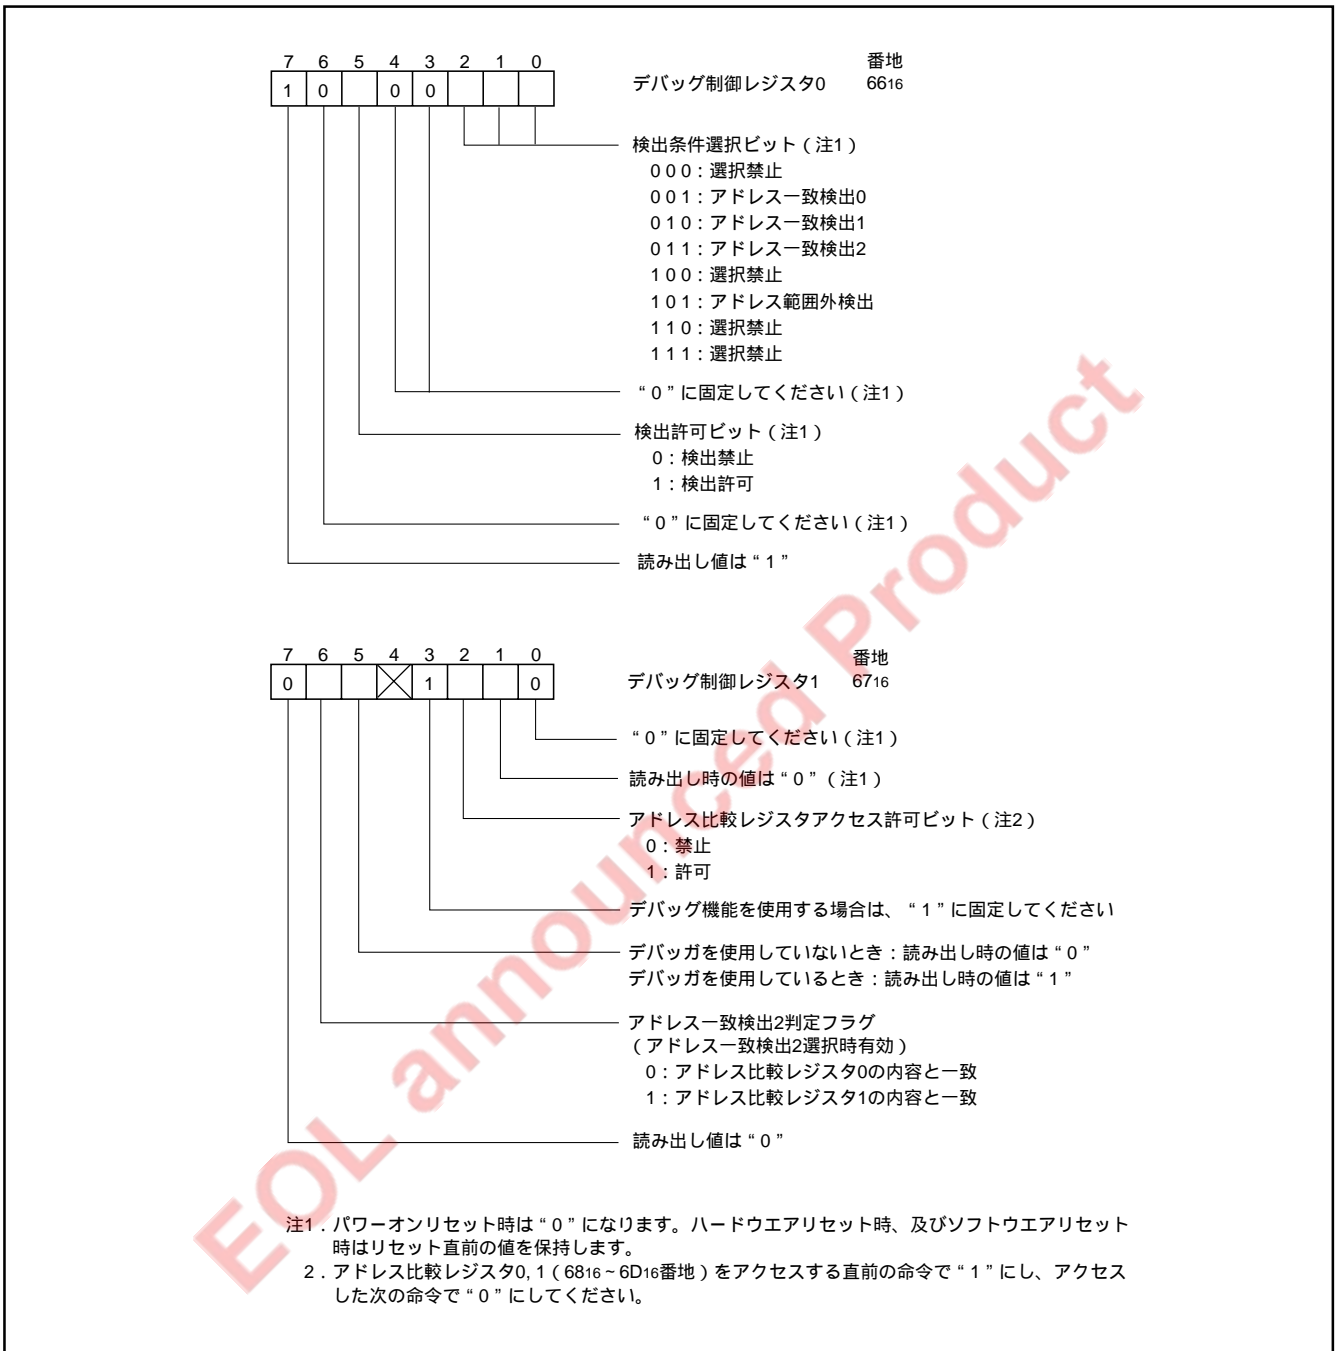 7 6 5 4 3 2 1 0
番地
1 0 0 0
デバッグ制御レジスタ0 6616
検出条件選択ビット(注1)
000:選択禁止
001:アドレス一致検出0
010:アドレス一致検出1
011:アドレス一致検出2
100:選択禁止
101:アドレス範囲外検出
110:選択禁止
111:選択禁止
“0”に固定してください(注1)
検出許可ビット(注1)
0:検出禁止
1:検出許可
“0”に固定してください(注1)
読み出し値は“1”
7 6 5 4 3 2 1 0
番地
0 1 0
デバッグ制御レジスタ1 6716
“0”に固定してください(注1)
読み出し時の値は“0”(注1)
アドレス比較レジスタアクセス許可ビット(注2)
0:禁止
1:許可
デバッグ機能を使用する場合は、“1”に固定してください
デバッガを使用していないとき:読み出し時の値は“0”
デバッガを使用しているとき:読み出し時の値は“1”
アドレス一致検出2判定フラグ
(アドレス一致検出2選択時有効)
0:アドレス比較レジスタ0の内容と一致
1:アドレス比較レジスタ1の内容と一致
読み出し値は“0”
注1.パワーオンリセット時は“0”になります。ハードウエアリセット時、及びソフトウエアリセット
時はリセット直前の値を保持します。
2.アドレス比較レジスタ0, 1(6816~6D16番地)をアクセスする直前の命令で“1”にし、アクセス
した次の命令で“0”にしてください。
EOL announced Product